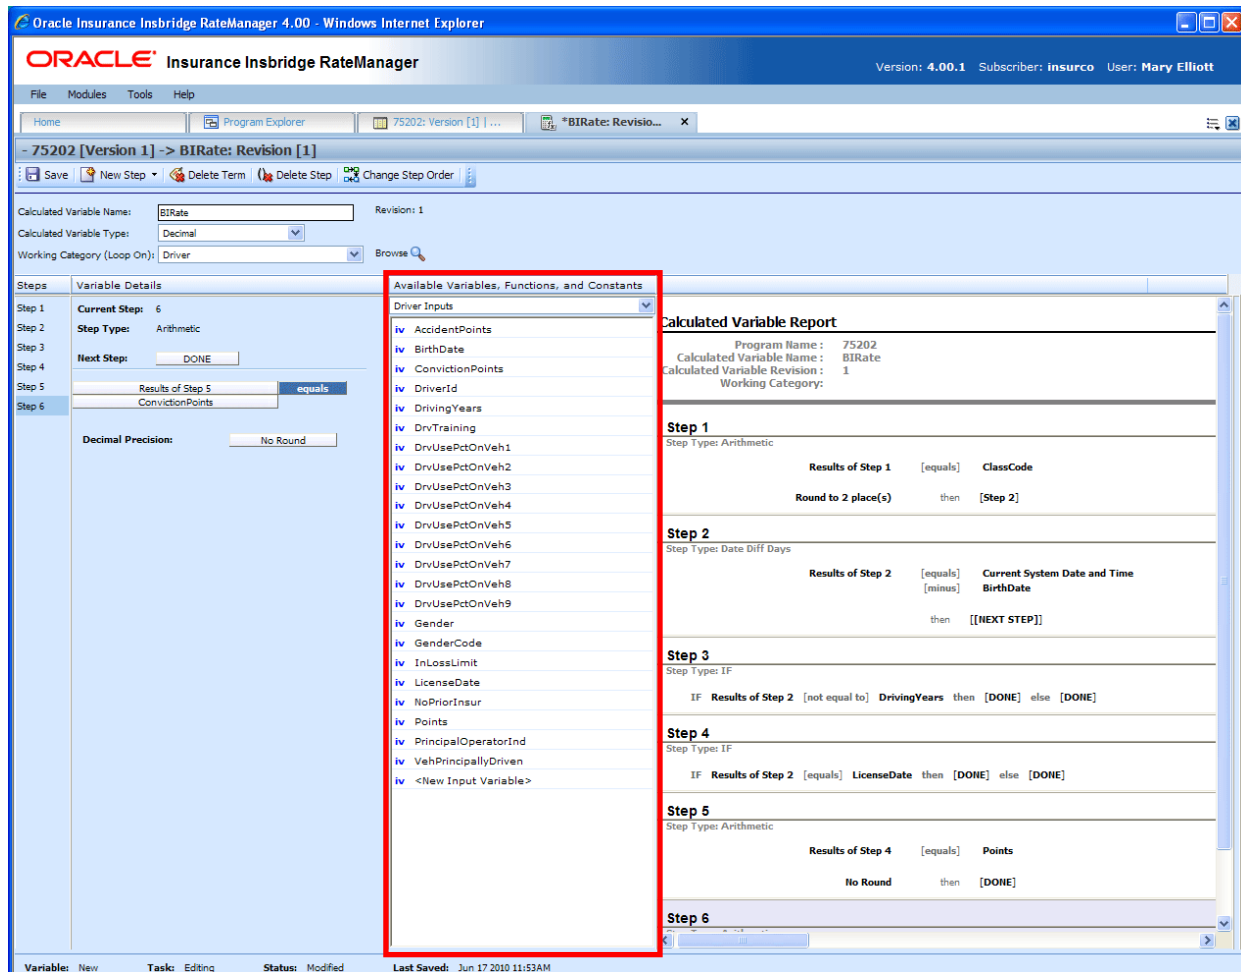 Oracle Insurance Insbridge RateManager 4.00 - Windows Internet Explorer
ORACLE Insurance Insbridge RateManager
Version: 4.00.1 Subscriber: insurco User: Mary Elliott
File Modules Tools Help
Home Program Explorer 75202: Version [1] | ... *BIRate: Revisio... X
- 75202 [Version 1] -> BIRate: Revision [1]
Save New Step Delete Term Delete Step Change Step Order
Calculated Variable Name: BIRate Revision: 1
Calculated Variable Type: Decimal
Working Category (Loop On): Driver Browse
Steps
Step 1
Step 2
Step 3
Step 4
Step 5
Step 6
Variable Details
Current Step: 6
Step Type: Arithmetic
Next Step: DONE
Results of Step 5 equals
ConvictionPoints
Decimal Precision: No Round
Available Variables, Functions, and Constants
Driver Inputs
iv AccidentPoints
iv BirthDate
iv ConvictionPoints
iv DriverId
iv DrivingYears
iv DrvTraining
iv DrvUsePctOnVeh1
iv DrvUsePctOnVeh2
iv DrvUsePctOnVeh3
iv DrvUsePctOnVeh4
iv DrvUsePctOnVeh5
iv DrvUsePctOnVeh6
iv DrvUsePctOnVeh7
iv DrvUsePctOnVeh8
iv DrvUsePctOnVeh9
iv Gender
iv GenderCode
iv InLossLimit
iv LicenseDate
iv NoPriorInsur
iv Points
iv PrincipalOperatorInd
iv VehPrincipallyDriven
iv <New Input Variable>
Calculated Variable Report
Program Name : 75202
Calculated Variable Name : BIRate
Calculated Variable Revision : 1
Working Category:
Step 1
Step Type: Arithmetic
Results of Step 1 [equals] ClassCode
Round to 2 place(s) then [Step 2]
Step 2
Step Type: Date Diff Days
Results of Step 2 [equals] Current System Date and Time
[minus] BirthDate
then [[NEXT STEP]]
Step 3
Step Type: IF
IF Results of Step 2 [not equal to] DrivingYears then [DONE] else [DONE]
Step 4
Step Type: IF
IF Results of Step 2 [equals] LicenseDate then [DONE] else [DONE]
Step 5
Step Type: Arithmetic
Results of Step 4 [equals] Points
No Round then [DONE]
Step 6
Variable: New Task: Editing Status: Modified Last Saved: Jun 17 2010 11:53AM